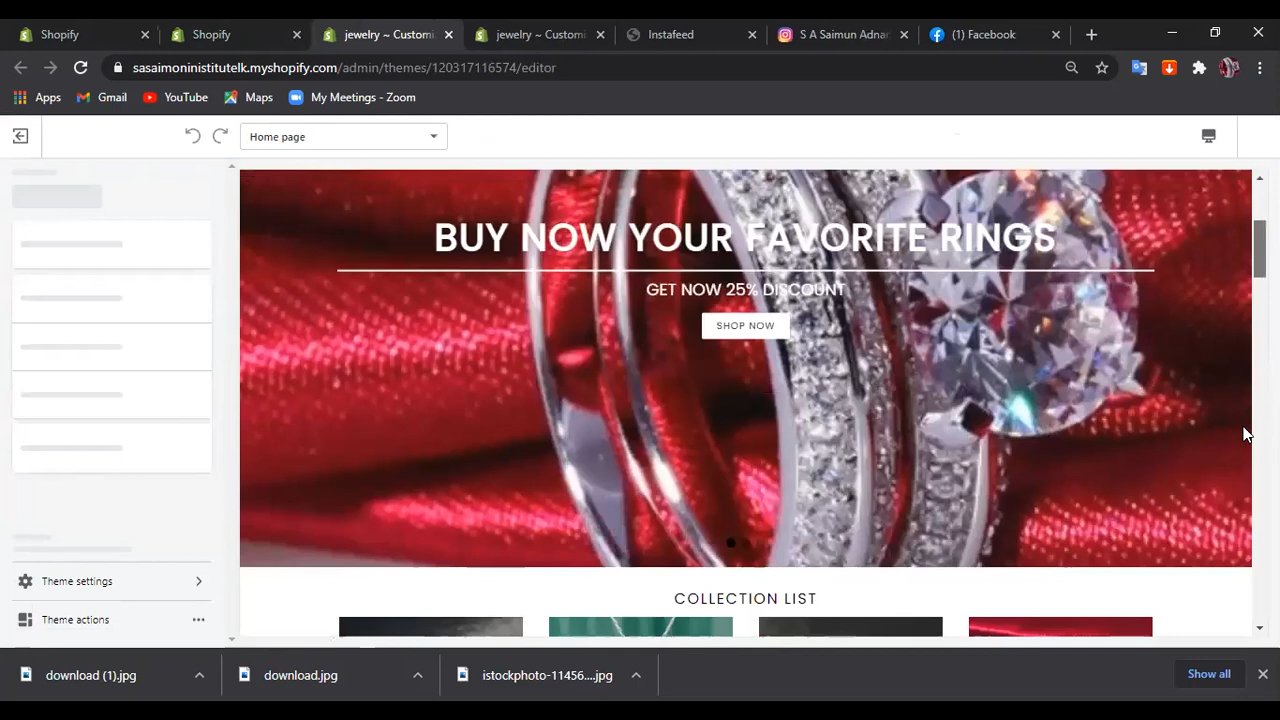 Shopify
Shopify
jewelry ~ Customi
jewelry ~ Customi
Instafeed
S A Saimun Adnac
(1) Facebook
sasaimoninistitutelk.myshopify.com/admin/themes/120317116574/editor
Apps
Gmail
YouTube
Maps
My Meetings - Zoom
Home page
BUY NOW YOUR FAVORITE RINGS
GET NOW 25% DISCOUNT
SHOP NOW
COLLECTION LIST
Theme settings
Theme actions
download (1).jpg
download.jpg
istockphoto-11456....jpg
Show all